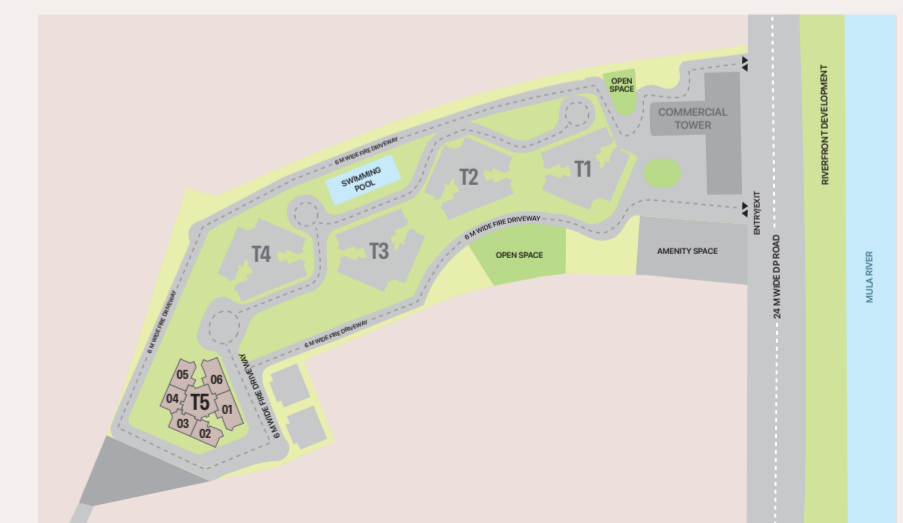 OPEN
SPACE
COMMERCIAL
TOWER
6 M WIDE FIRE DRIVEWAY
SWIMMING
POOL
T1
T2
T3
T4
6 M WIDE FIRE DRIVEWAY
OPEN SPACE
AMENITY SPACE
ENTRY/EXIT
24 M WIDE DP ROAD
RIVERFRONT DEVELOPMENT
MULA RIVER
6 M WIDE FIRE DRIVEWAY
6 M WIDE FIRE DRIVEWAY
6 M WIDE FIRE DRIVEWAY
05
06
04
T5
01
03
02